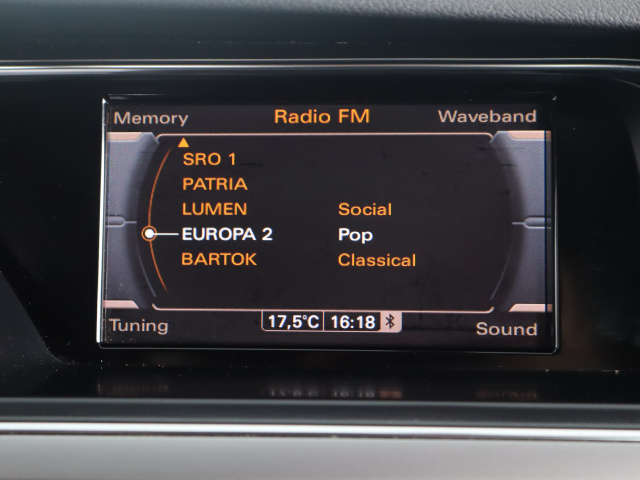 Memory Radio FM Waveband
SRO 1
PATRIA
LUMEN Social
EUROPA 2 Pop
BARTOK Classical
Tuning 17,5°C 16:18 Sound